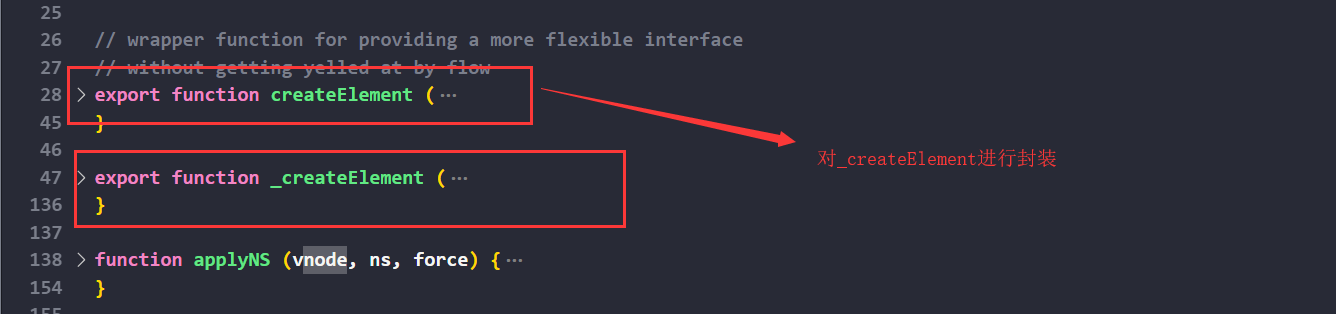 25
26 // wrapper function for providing a more flexible interface
27 // without getting yelled at by flow
28 > export function createElement (…
对_createElement进行封装
45 }
46
47 > export function _createElement (…
136 }
137
138 > function applyNS (vnode, ns, force) {…
154 }
155